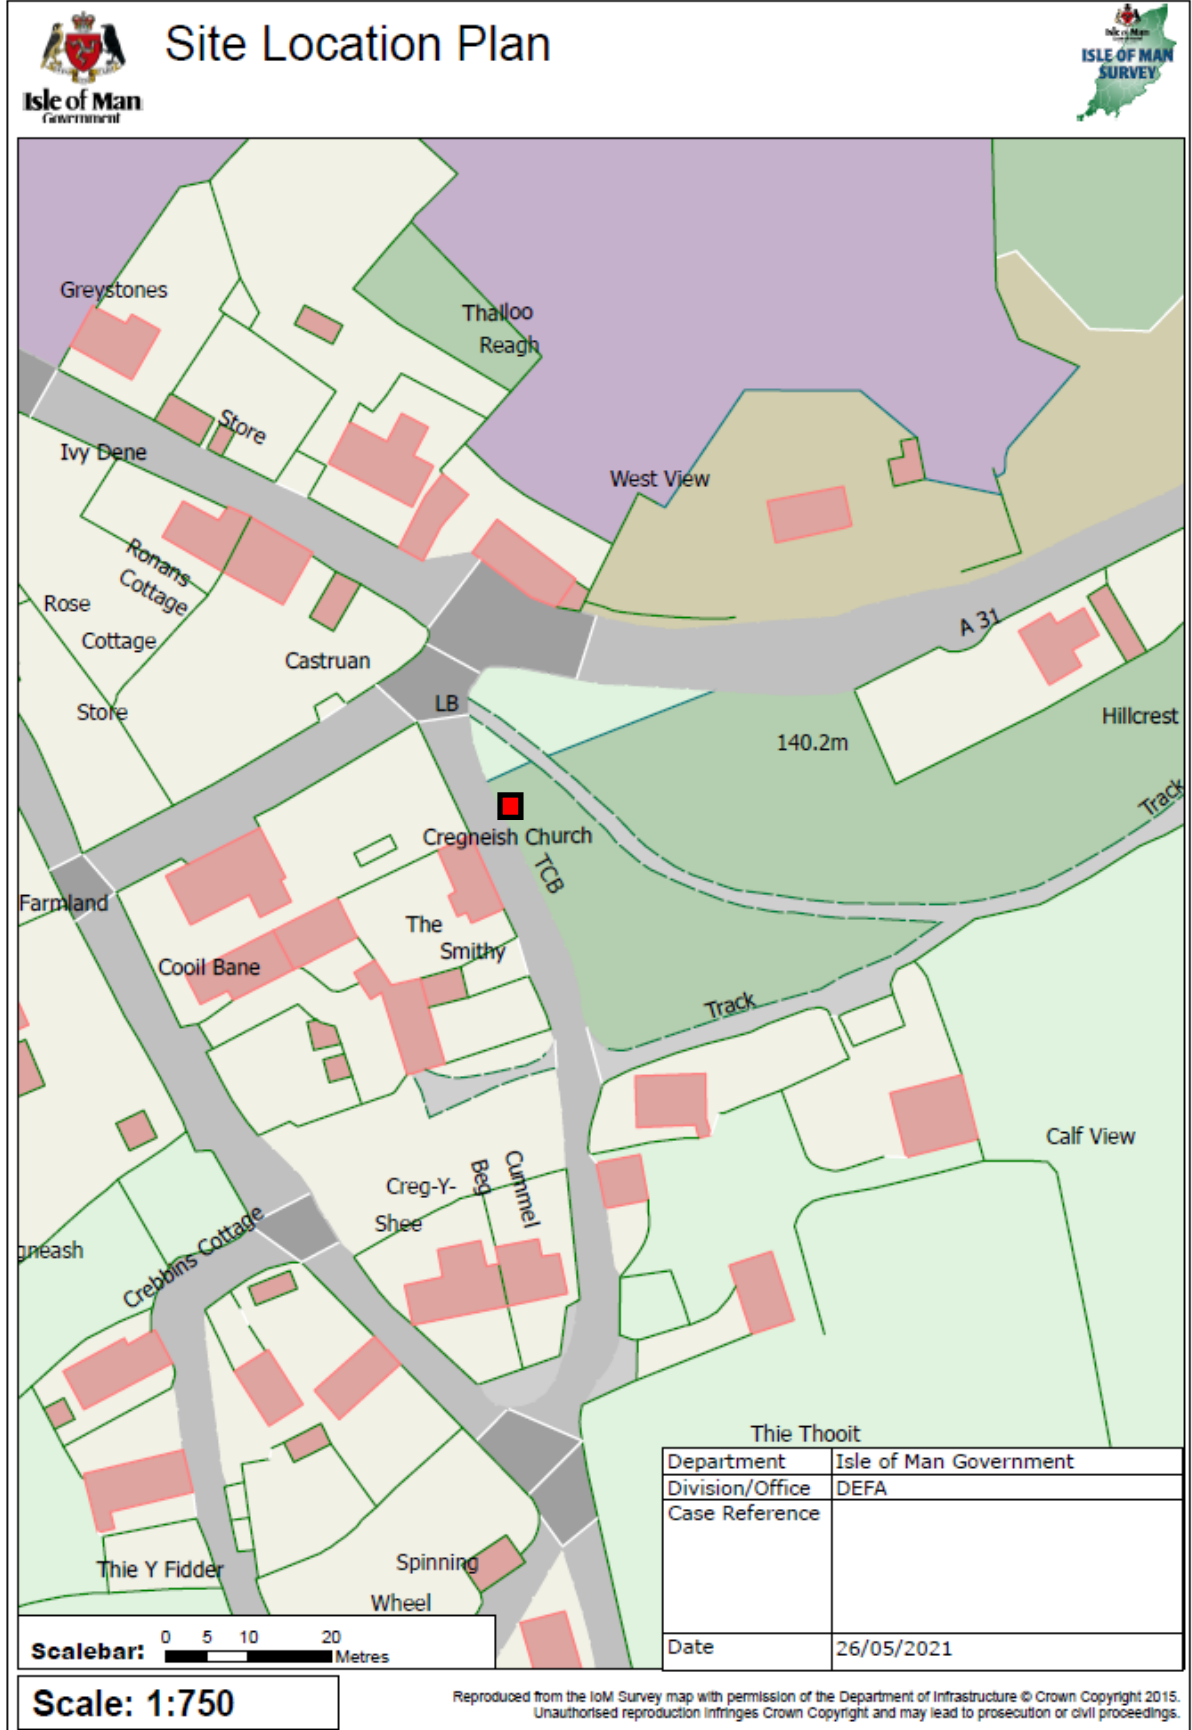 Site Location Plan
Isle of Man
Government
Isle of Man
Government
ISLE OF MAN
SURVEY
Greystones
Thalloo
Reagh
Store
Ivy Dene
West View
Ronans
Cottage
Rose
Cottage
A 31
Castruan
Store
LB
Hillcrest
140.2m
Track
Cregneish Church
TCB
Farmland
The
Smithy
Cooil Bane
Track
Calf View
Creg-Y-
Shee
Beg
Cummel
gneash
Crebbins Cottage
Thie Thooit
Department Isle of Man Government
Division/Office DEFA
Case Reference
Date 26/05/2021
Thie Y Fidder
Spinning
Wheel
Scalebar: 0 5 10 20 Metres
Scale: 1:750
Reproduced from the IoM Survey map with permission of the Department of Infrastructure © Crown Copyright 2015.
Unauthorised reproduction infringes Crown Copyright and may lead to prosecution or civil proceedings.